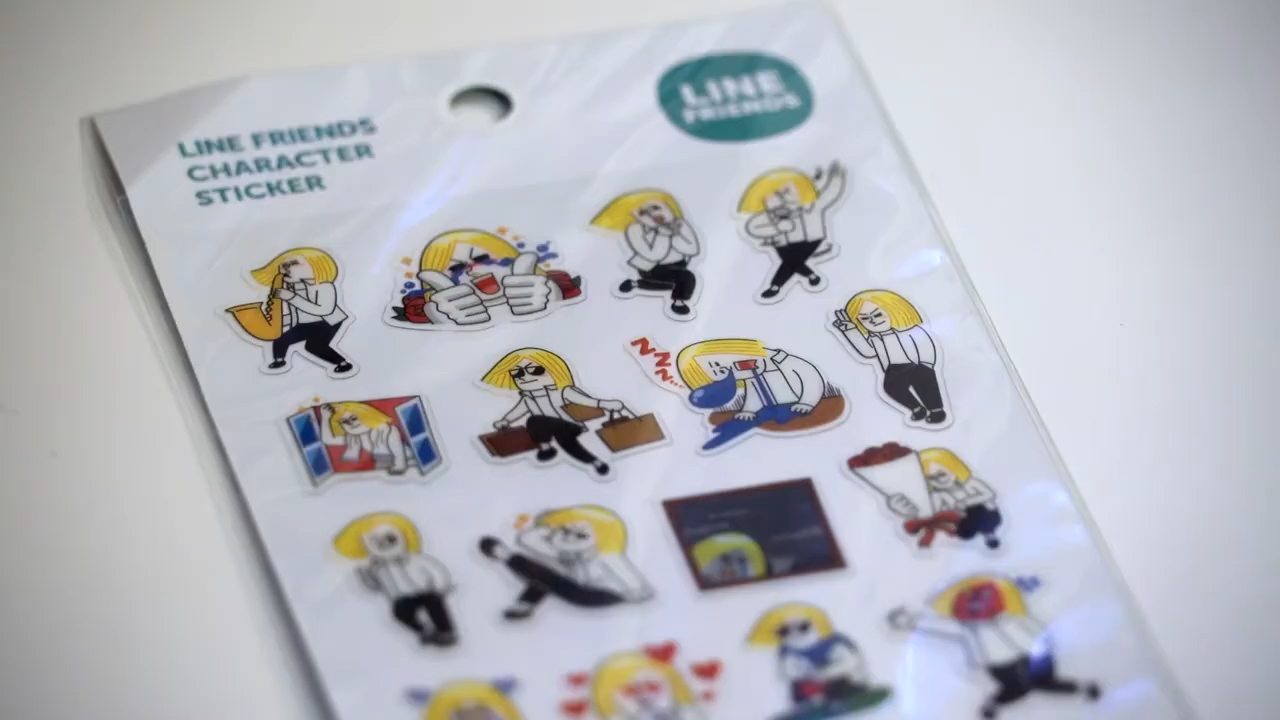 LINE FRIENDS
CHARACTER
STICKER
LINE
FRIENDS
ZZZ...